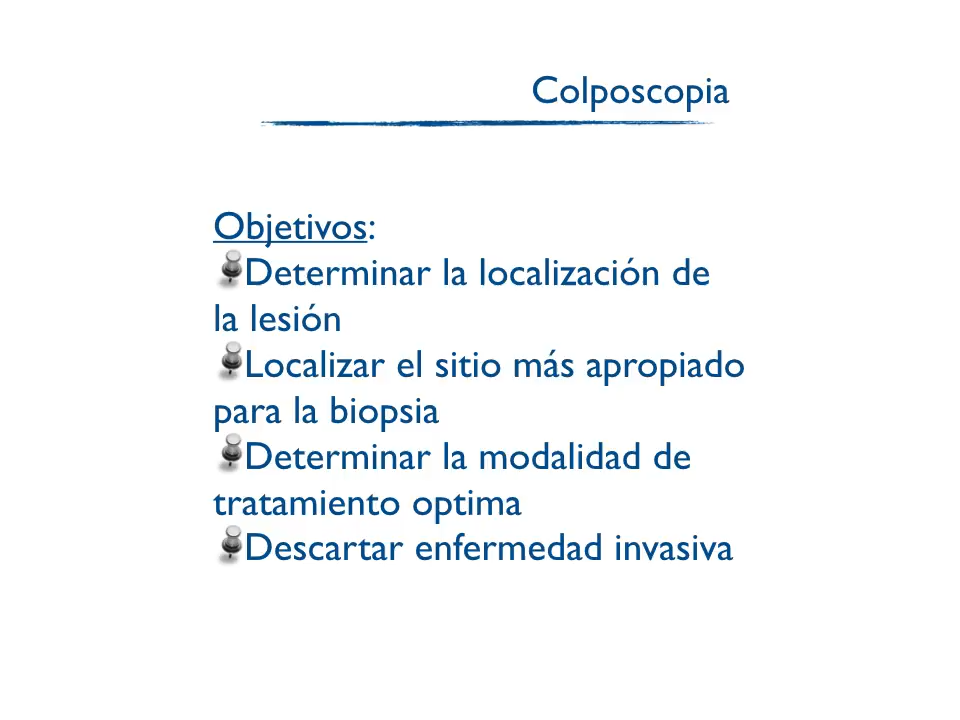 Colposcopia
Objetivos:
Determinar la localización de
la lesión
Localizar el sitio más apropiado
para la biopsia
Determinar la modalidad de
tratamiento optima
Descartar enfermedad invasiva